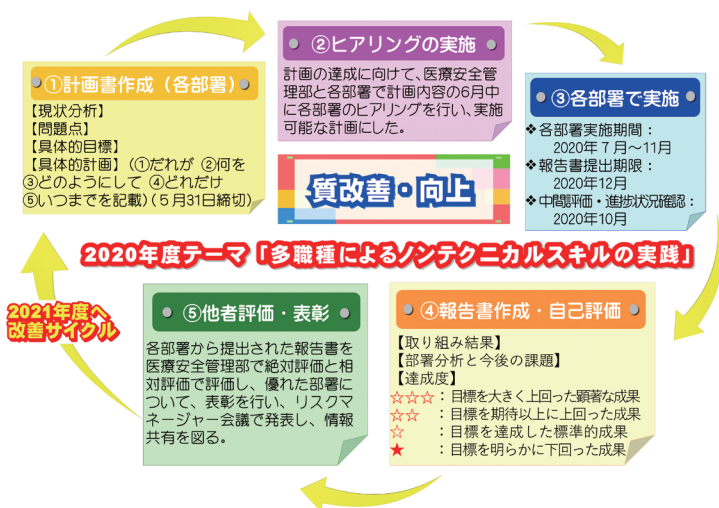 ①計画書作成（各部署）
【現状分析】
【問題点】
【具体的目標】
【具体的計画】（①だれが ②何を
③どのようにして ④どれだけ
⑤いつまでを記載）（5月31日締切）
②ヒアリングの実施
計画の達成に向けて、医療安全管
理部と各部署で計画内容の6月中
に各部署のヒアリングを行い、実施
可能な計画にした。
③各部署で実施
❖各部署実施期間：
2020年7月～11月
❖報告書提出期限：
2020年12月
❖中間評価・進捗状況確認：
2020年10月
質改善・向上
2020年度テーマ「多職種によるノンテクニカルスキルの実践」
④報告書作成・自己評価
【取り組み結果】
【部署分析と今後の課題】
【達成度】
☆☆☆：目標を大きく上回った顕著な成果
☆☆　：目標を期待以上に上回った成果
☆　　：目標を達成した標準的成果
★　　：目標を明らかに下回った成果
⑤他者評価・表彰
各部署から提出された報告書を
医療安全管理部で絶対評価と相
対評価で評価し、優れた部署に
ついて、表彰を行い、リスクマ
ネージャー会議で発表し、情報
共有を図る。
2021年度へ
改善サイクル